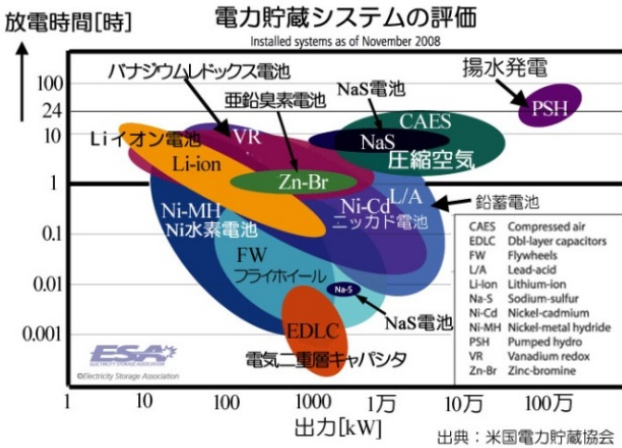 放電時間[時]
電力貯蔵システムの評価
Installed systems as of November 2008
バナジウムレドックス電池
亜鉛臭素電池
NaS電池
揚水発電
100
24
10
1
0.1
0.01
0.001
Liイオン電池
VR
Li-ion
Zn-Br
NaS
CAES
圧縮空気
PSH
Ni-MH
Ni水素電池
Ni-Cd
ニッカド電池
L/A
鉛蓄電池
FW
フライホイール
Na-S
NaS電池
EDLC
電気二重層キャパシタ
CAES Compressed air
EDLC Dbl-layer capacitors
FW Flywheels
L/A Lead-acid
Li-Ion Lithium-ion
Na-S Sodium-sulfur
Ni-Cd Nickel-cadmium
Ni-MH Nickel-metal hydride
PSH Pumped hydro
VR Vanadium redox
Zn-Br Zinc-bromine
ESA
ELECTRICITY STORAGE ASSOCIATION
©Electricity Storage Association
1 10 100 1000 1万 10万 100万
出力[kW]
出典：米国電力貯蔵協会